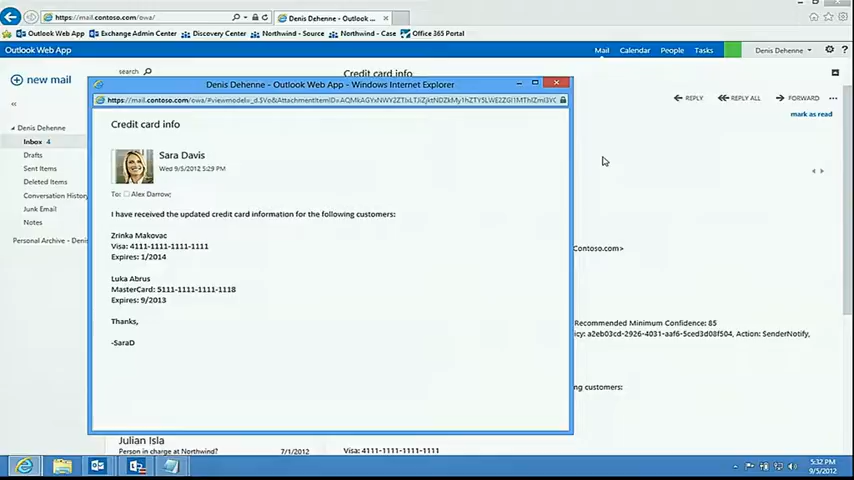 https://mail.contoso.com/owa/
Denis Dehenne - Outlook ...
Outlook Web App
Exchange Admin Center
Discovery Center
Northwind - Source
Northwind - Case
Office 365 Portal
Outlook Web App
Mail
Calendar
People
Tasks
Denis Dehenne
new mail
search
Credit card info
REPLY
REPLY ALL
FORWARD
mark as read
Denis Dehenne
Inbox 4
Drafts
Sent Items
Deleted Items
Conversation History
Junk Email
Notes
Personal Archive - Denis
Denis Dehenne - Outlook Web App - Windows Internet Explorer
Credit card info
Sara Davis
Wed 9/5/2012 5:29 PM
To: Alex Darrow;
I have received the updated credit card information for the following customers:
Zrinka Makovac
Visa: 4111-1111-1111-1111
Expires: 1/2014
Luka Abrus
MasterCard: 5111-1111-1111-1118
Expires: 9/2013
Thanks,
-SaraD
Contoso.com>
Recommended Minimum Confidence: 85
icy: a2eb03cd-2926-4031-aaf6-5ced3d08f504, Action: SenderNotify,
ng customers:
Julian Isla
Person in charge at Northwind?
7/1/2012
Visa: 4111-1111-1111-1111
5:32 PM
9/5/2012